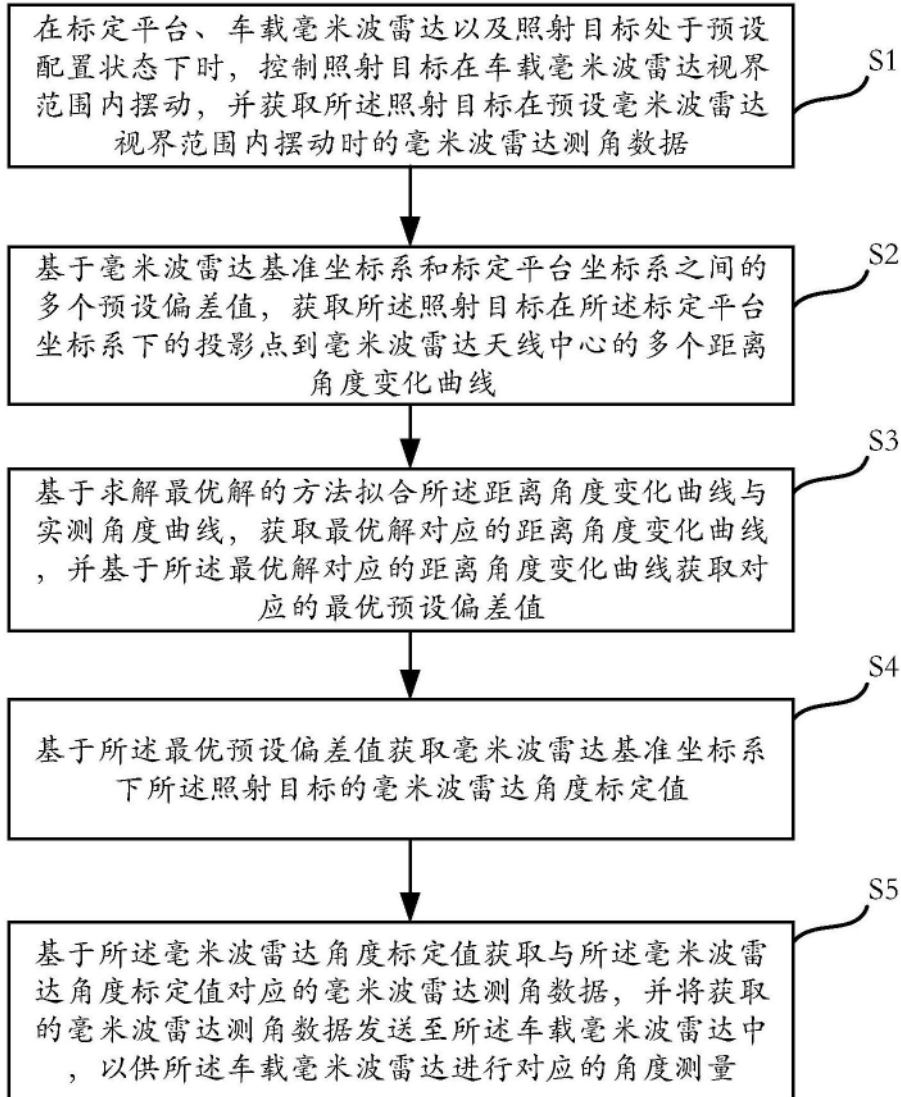 在标定平台、车载毫米波雷达以及照射目标处于预设
配置状态下时，控制照射目标在车载毫米波雷达视界
范围内摆动，并获取所述照射目标在预设毫米波雷达
视界范围内摆动时的毫米波雷达测角数据
S1
基于毫米波雷达基准坐标系和标定平台坐标系之间的
多个预设偏差值，获取所述照射目标在所述标定平台
坐标系下的投影点到毫米波雷达天线中心的多个距离
角度变化曲线
S2
基于求解最优解的方法拟合所述距离角度变化曲线与
实测角度曲线，获取最优解对应的距离角度变化曲线
，并基于所述最优解对应的距离角度变化曲线获取对
应的最优预设偏差值
S3
基于所述最优预设偏差值获取毫米波雷达基准坐标系
下所述照射目标的毫米波雷达角度标定值
S4
基于所述毫米波雷达角度标定值获取与所述毫米波雷
达角度标定值对应的毫米波雷达测角数据，并将获取
的毫米波雷达测角数据发送至所述车载毫米波雷达中
，以供所述车载毫米波雷达进行对应的角度测量
S5